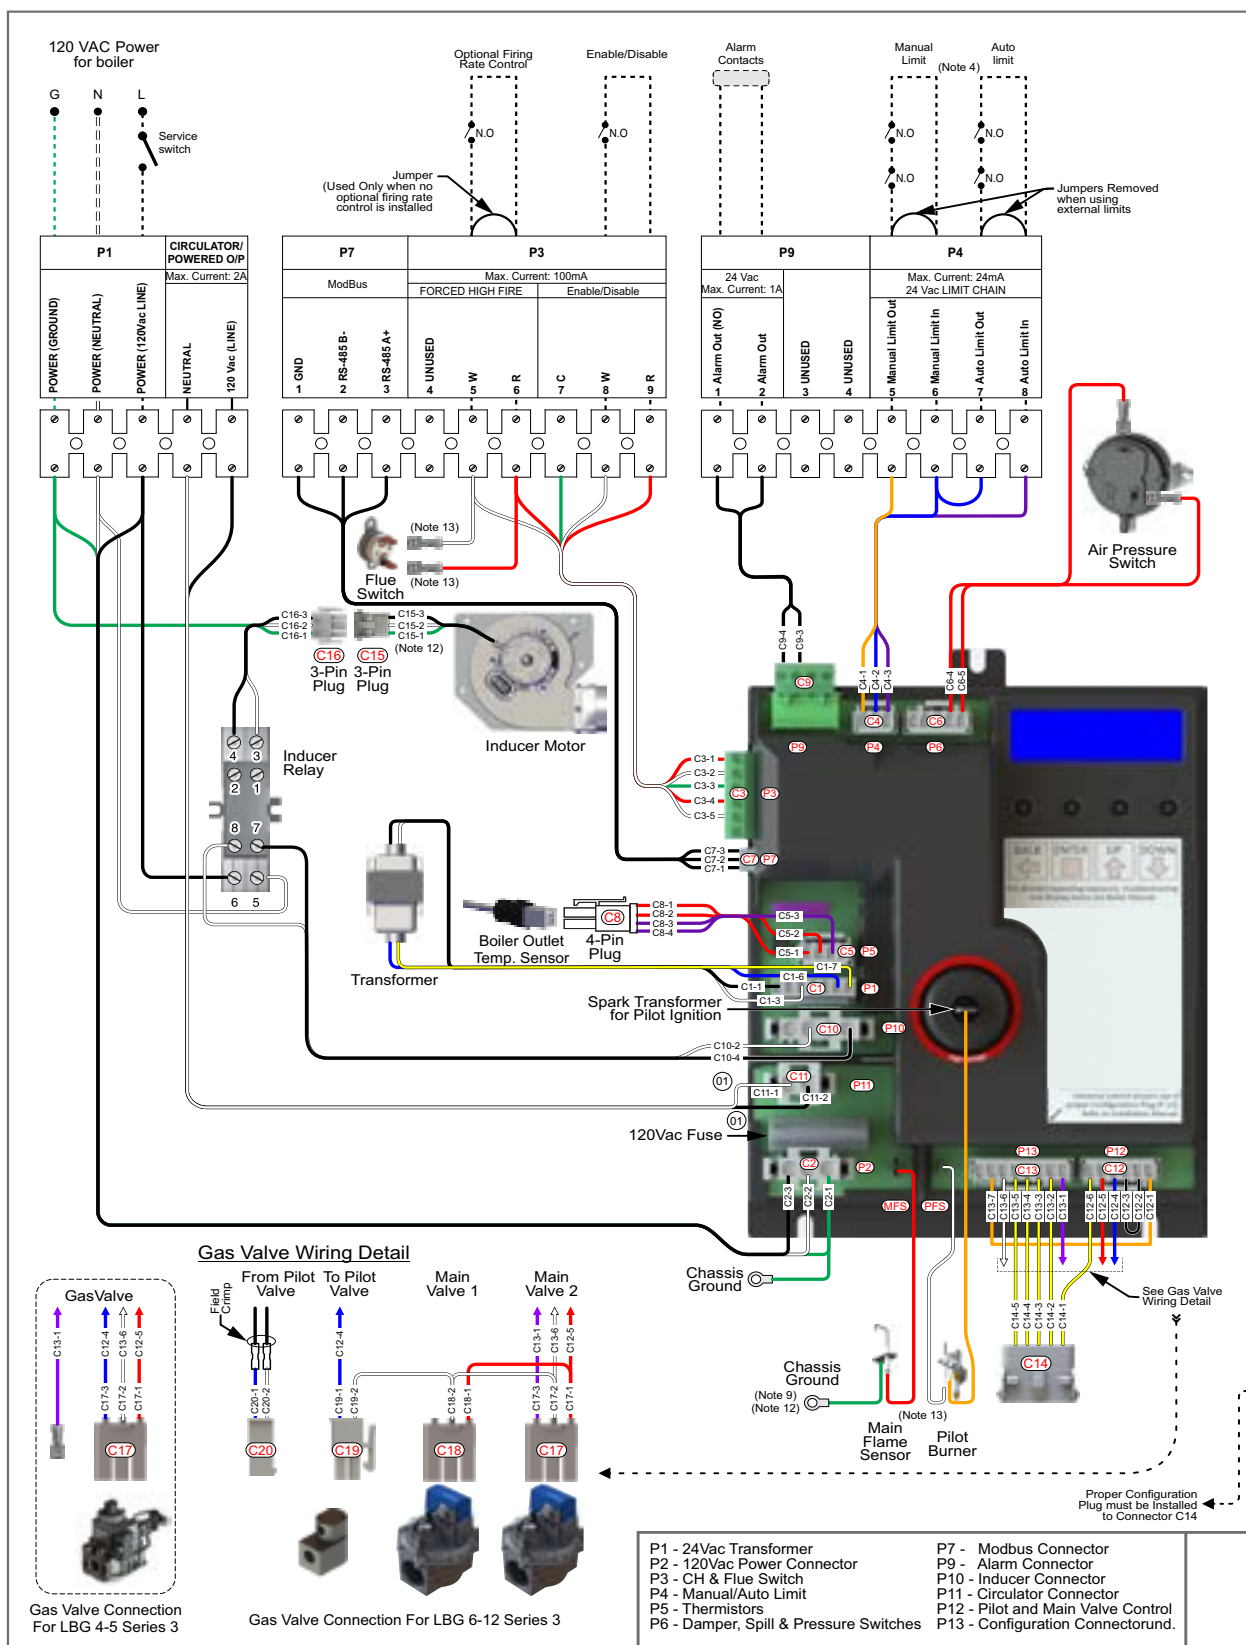 120 VAC Power
for boiler
G N L
Service
switch
Optional Firing
Rate Control
Enable/Disable
Alarm
Contacts
Manual
Limit
(Note 4)
Auto
limit
N.O
N.O
N.O
N.O
N.O
N.O
Jumper
(Used Only when no
optional firing rate
control is installed
Jumpers Removed
when using
external limits
P1
CIRCULATOR/
POWERED O/P
Max. Current: 2A
POWER (GROUND)
POWER (NEUTRAL)
POWER (120Vac LINE)
NEUTRAL
120 Vac (LINE)
P7
ModBus
P3
Max. Current: 100mA
FORCED HIGH FIRE
Enable/Disable
1 GND
2 RS-485 B-
3 RS-485 A+
4 UNUSED
5 W
6 R
7 C
8 W
9 R
P9
24 Vac
Max. Current: 1A
P4
Max. Current: 24mA
24 Vac LIMIT CHAIN
1 Alarm Out (NO)
2 Alarm Out
3 UNUSED
4 UNUSED
5 Manual Limit Out
6 Manual Limit In
7 Auto Limit Out
8 Auto Limit In
Air Pressure
Switch
(Note 13)
(Note 13)
Flue
Switch
C16-3
C16-2
C16-1
C15-3
C15-2
C15-1
(Note 12)
C16
3-Pin
Plug
C15
3-Pin
Plug
Inducer Motor
C9-4
C9-3
C4-1
C4-2
C4-3
C6-4
C6-5
C9
C4
C6
P9
P4
P6
4 3
2 1
8 7
6 5
Inducer
Relay
C3-1
C3-2
C3-3
C3-4
C3-5
C3
P3
C7-3
C7-2
C7-1
C7
P7
BACK
ENTER
UP
DOWN
Transformer
Boiler Outlet
Temp. Sensor
C8
4-Pin
Plug
C8-1
C8-2
C8-3
C8-4
C5-3
C5-2
C5-1
C5
P5
C1-7
C1-6
C1-1
C1-3
C1
P1
Spark Transformer
for Pilot Ignition
C10
P10
C10-2
C10-4
01
C11
P11
C11-1
C11-2
01
120Vac Fuse
C2
P2
C2-3
C2-2
C2-1
MFS
PFS
P13
C13
P12
C12
C13-7
C13-6
C13-5
C13-4
C13-3
C13-2
C13-1
C12-6
C12-5
C12-4
C12-3
C12-2
C12-1
Chassis
Ground
See Gas Valve
Wiring Detail
C14-5
C14-4
C14-3
C14-2
C14-1
C14
Chassis
Ground
(Note 9)
(Note 12)
Main
Flame
Sensor
(Note 13)
Pilot
Burner
Proper Configuration
Plug must be Installed
to Connector C14
Gas Valve Wiring Detail
GasValve
C13-1
C12-4
C13-6
C12-5
C17-3
C17-2
C17-1
C17
Gas Valve Connection
For LBG 4-5 Series 3
From Pilot
Valve
Field
Crimp
C20-1
C20-2
C20
To Pilot
Valve
C12-4
C19-1
C19-2
C19
Main
Valve 1
C18-2
C18-1
C18
Main
Valve 2
C13-1
C13-6
C12-5
C17-3
C17-2
C17-1
C17
Gas Valve Connection For LBG 6-12 Series 3
P1 - 24Vac Transformer
P2 - 120Vac Power Connector
P3 - CH & Flue Switch
P4 - Manual/Auto Limit
P5 - Thermistors
P6 - Damper, Spill & Pressure Switches
P7 - Modbus Connector
P9 - Alarm Connector
P10 - Inducer Connector
P11 - Circulator Connector
P12 - Pilot and Main Valve Control
P13 - Configuration Connectorund.